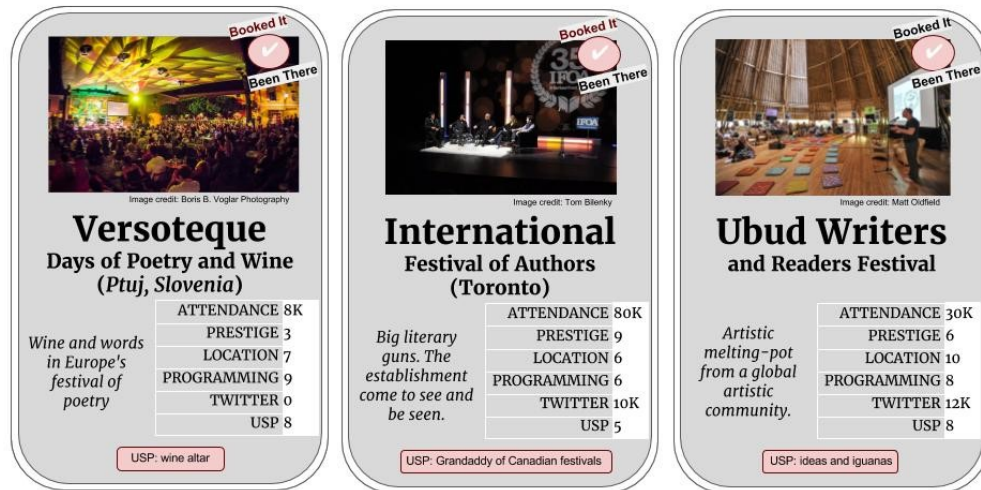 Booked It
Been There
Image credit: Boris B. Voglar Photography
Versoteque
Days of Poetry and Wine
(Ptuj, Slovenia)
Wine and words
in Europe's
festival of
poetry
ATTENDANCE 8K
PRESTIGE 3
LOCATION 7
PROGRAMMING 9
TWITTER 0
USP 8
USP: wine altar
Booked It
Been There
35
IFOA
IFOA
Image credit: Tom Bilenky
International
Festival of Authors
(Toronto)
Big literary
guns. The
establishment
come to see and
be seen.
ATTENDANCE 80K
PRESTIGE 9
LOCATION 6
PROGRAMMING 6
TWITTER 10K
USP 5
USP: Grandaddy of Canadian festivals
Booked It
Been There
Image credit: Matt Oldfield
Ubud Writers
and Readers Festival
Artistic
melting-pot
from a global
artistic
community.
ATTENDANCE 30K
PRESTIGE 6
LOCATION 10
PROGRAMMING 8
TWITTER 12K
USP 8
USP: ideas and iguanas